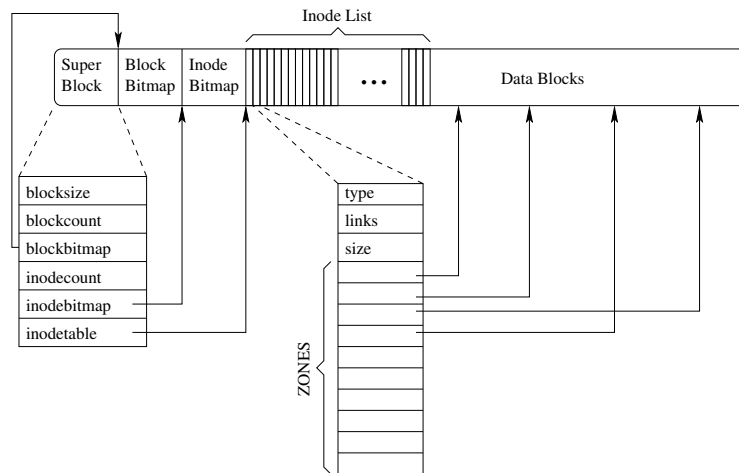 Inode List
Super
Block
Block
Bitmap
Inode
Bitmap
...
Data Blocks
blocksize
blockcount
blockbitmap
inodecount
inodebitmap
inodetable
type
links
size
ZONES